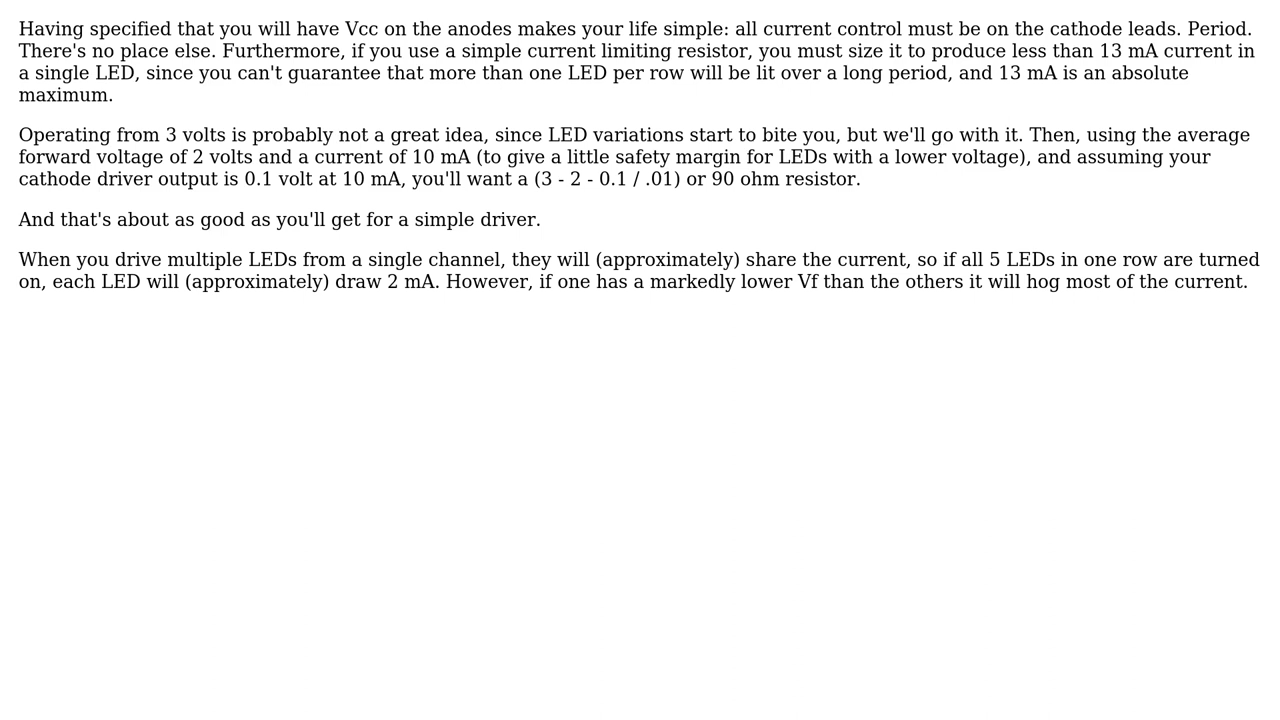 Having specified that you will have Vcc on the anodes makes your life simple: all current control must be on the cathode leads. Period.
There's no place else. Furthermore, if you use a simple current limiting resistor, you must size it to produce less than 13 mA current in
a single LED, since you can't guarantee that more than one LED per row will be lit over a long period, and 13 mA is an absolute
maximum.
Operating from 3 volts is probably not a great idea, since LED variations start to bite you, but we'll go with it. Then, using the average
forward voltage of 2 volts and a current of 10 mA (to give a little safety margin for LEDs with a lower voltage), and assuming your
cathode driver output is 0.1 volt at 10 mA, you'll want a (3 - 2 - 0.1 / .01) or 90 ohm resistor.
And that's about as good as you'll get for a simple driver.
When you drive multiple LEDs from a single channel, they will (approximately) share the current, so if all 5 LEDs in one row are turned
on, each LED will (approximately) draw 2 mA. However, if one has a markedly lower Vf than the others it will hog most of the current.